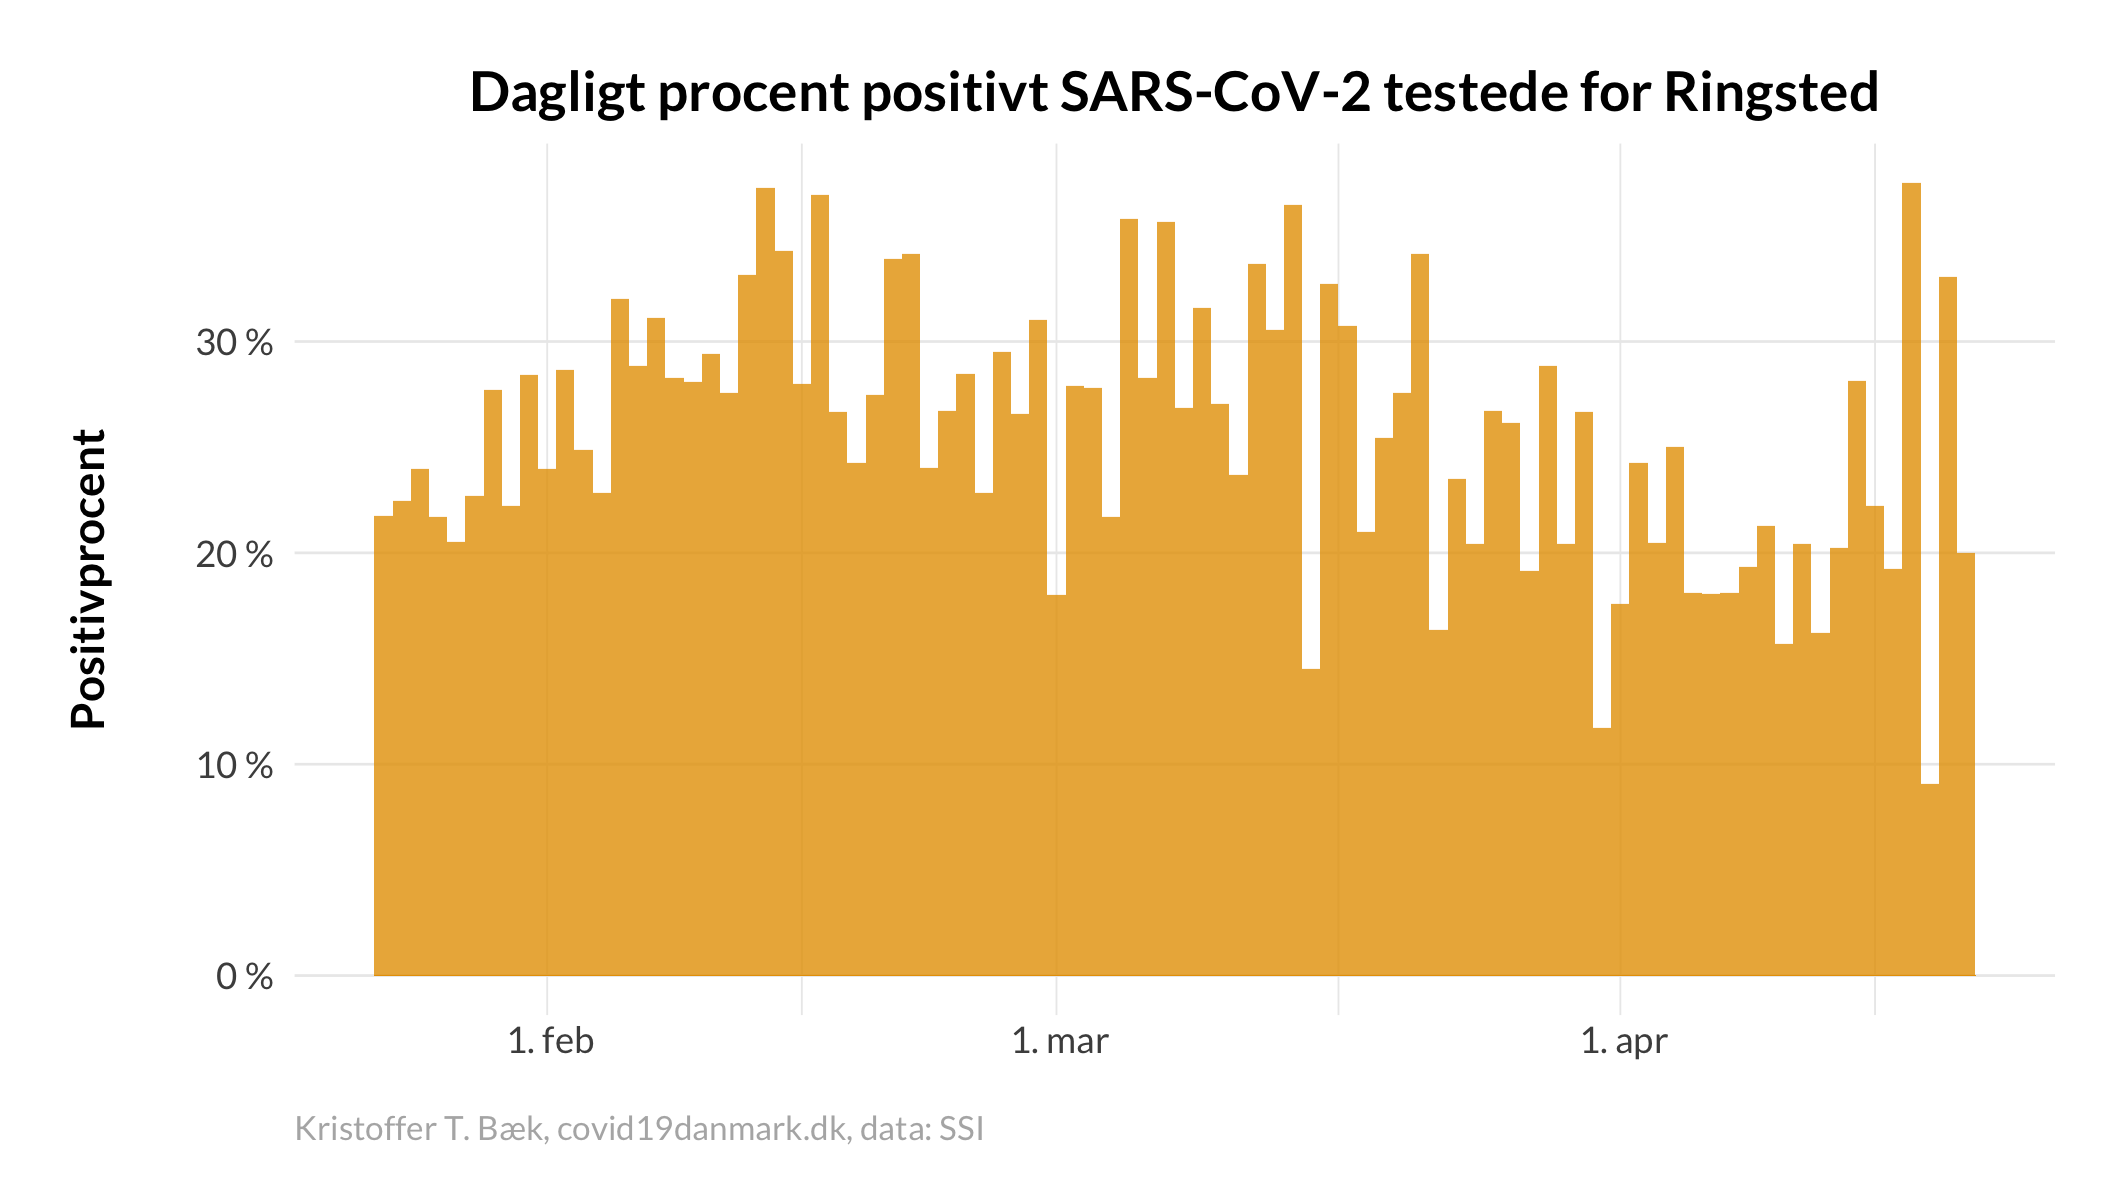 Dagligt procent positivt SARS-CoV-2 testede for Ringsted
Positivprocent
30 %
20 %
10 %
0 %
1. feb
1. mar
1. apr
Kristoffer T. Bæk, covid19danmark.dk, data: SSI